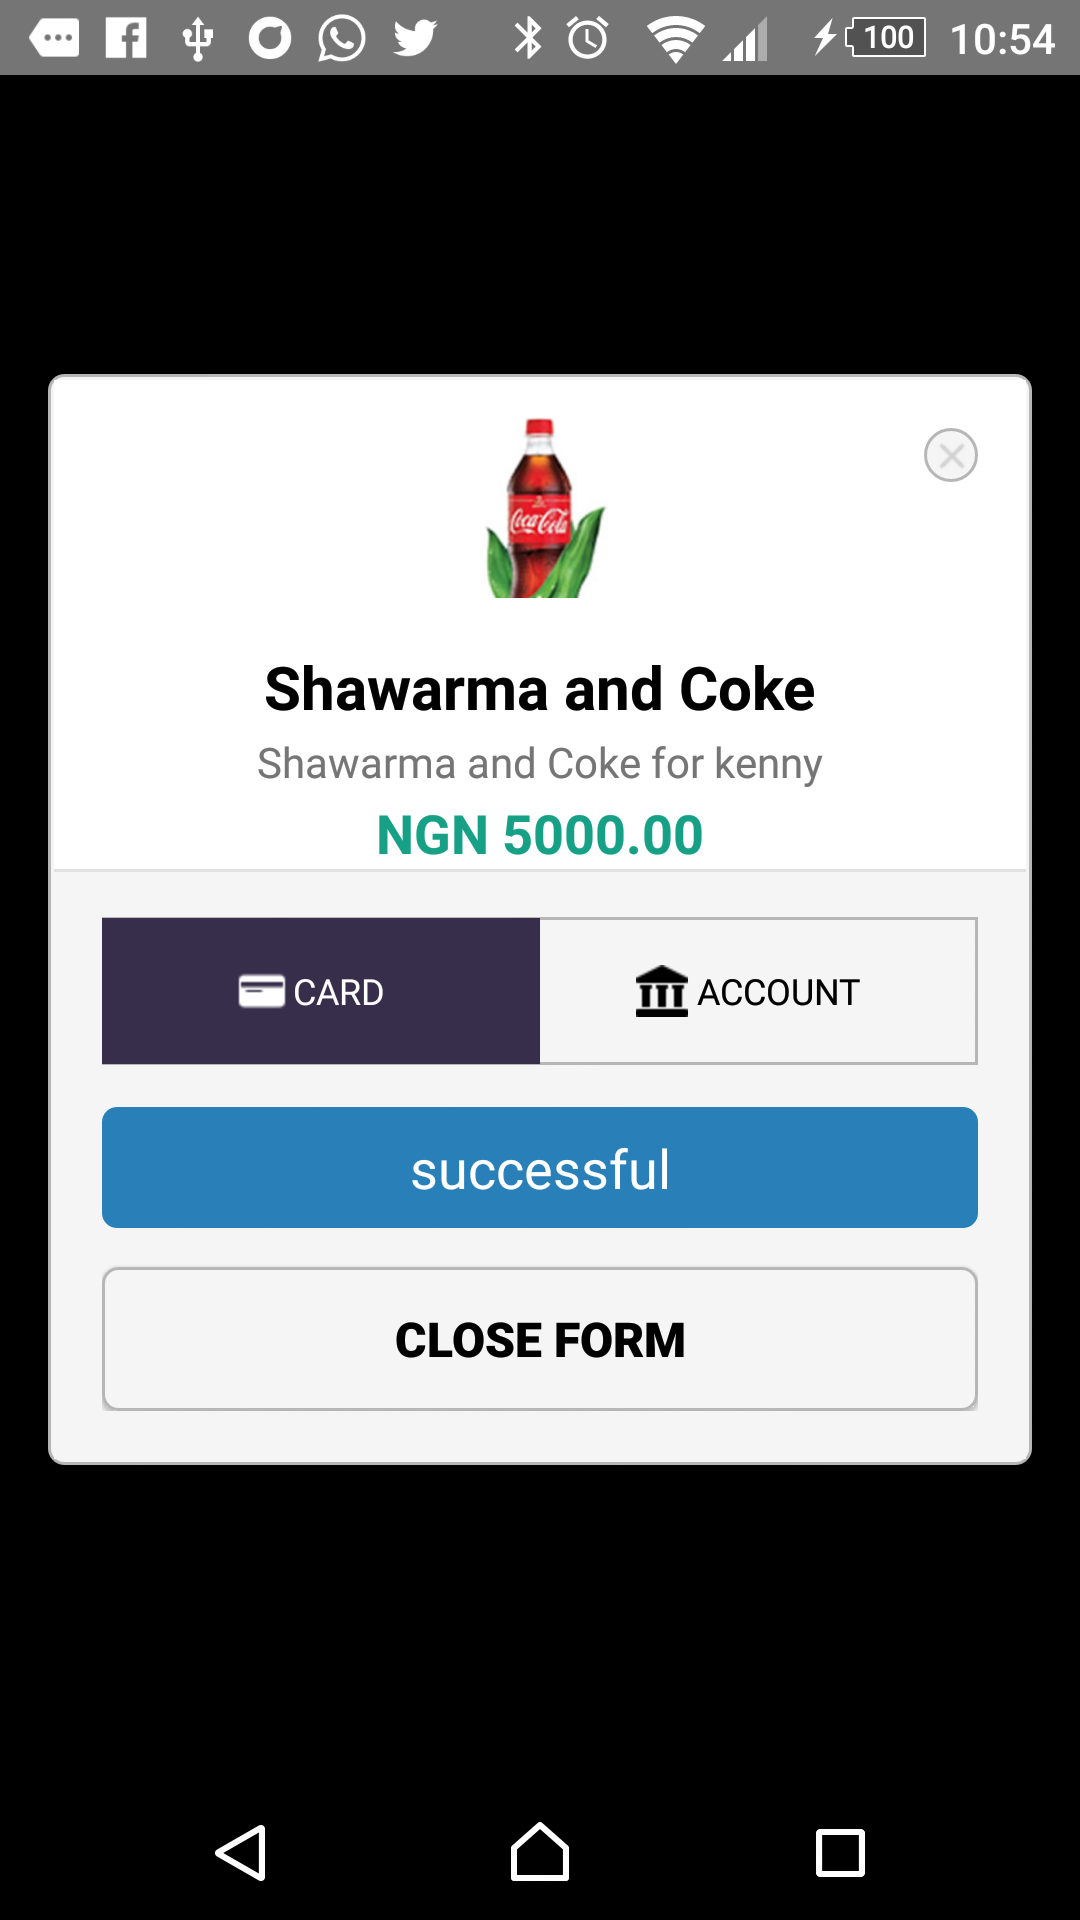 100 10:54
Coca-Cola
Shawarma and Coke
Shawarma and Coke for kenny
NGN 5000.00
CARD ACCOUNT
successful
CLOSE FORM